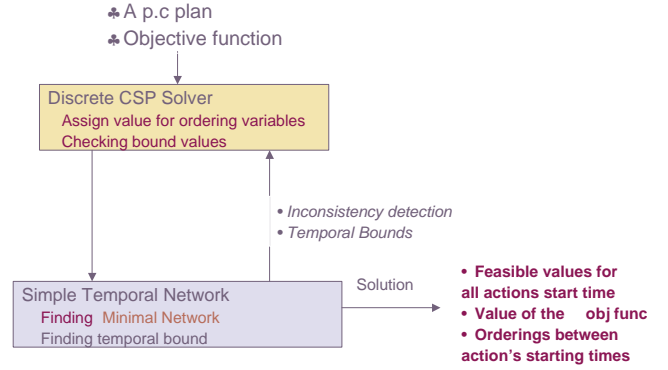 ♣ A p.c plan
♣ Objective function
Discrete CSP Solver
Assign value for ordering variables
Checking bound values
• Inconsistency detection
• Temporal Bounds
Simple Temporal Network
Finding Minimal Network
Finding temporal bound
Solution
• Feasible values for
all actions start time
• Value of the obj func
• Orderings between
action's starting times